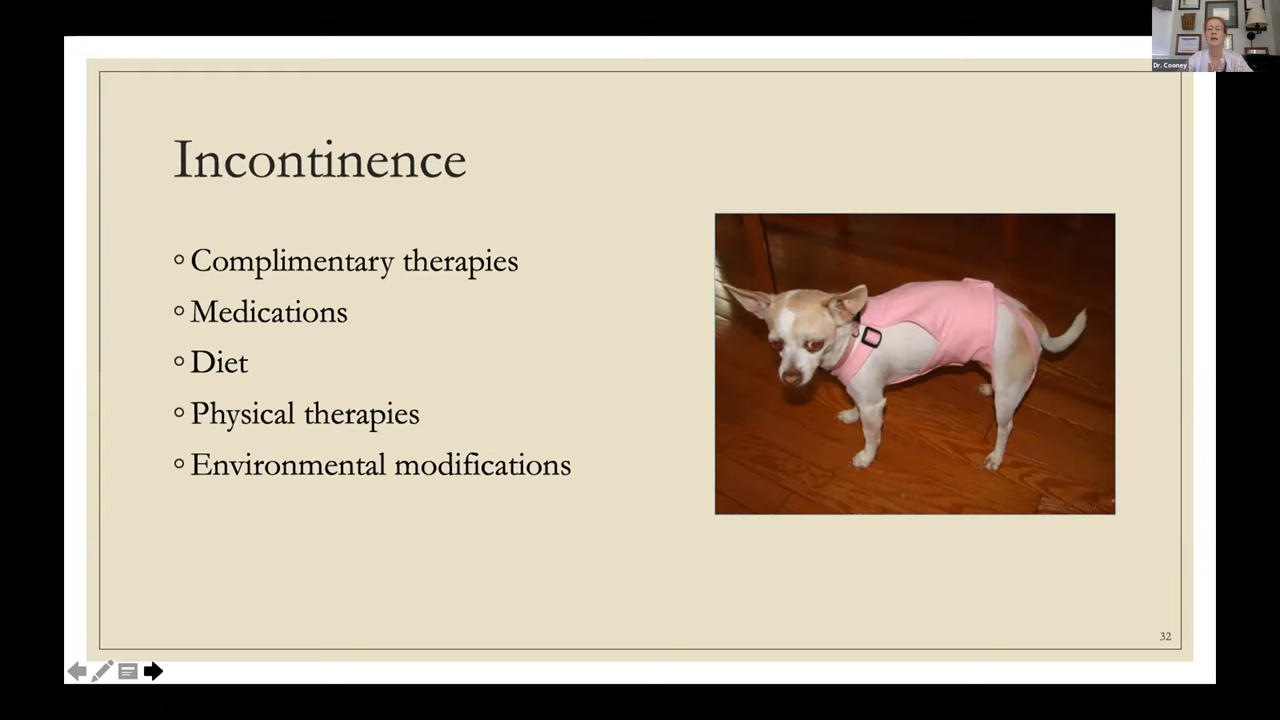 Dr. Cooney
Incontinence
Complimentary therapies
Medications
Diet
Physical therapies
Environmental modifications
32